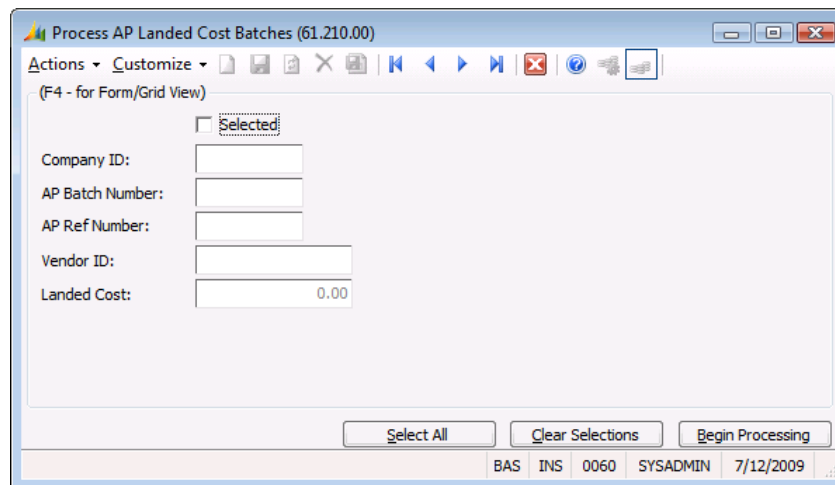 Process AP Landed Cost Batches (61.210.00)
Actions Customize
(F4 - for Form/Grid View)
Selected
Company ID:
AP Batch Number:
AP Ref Number:
Vendor ID:
Landed Cost: 0.00
Select All Clear Selections Begin Processing
BAS INS 0060 SYSADMIN 7/12/2009